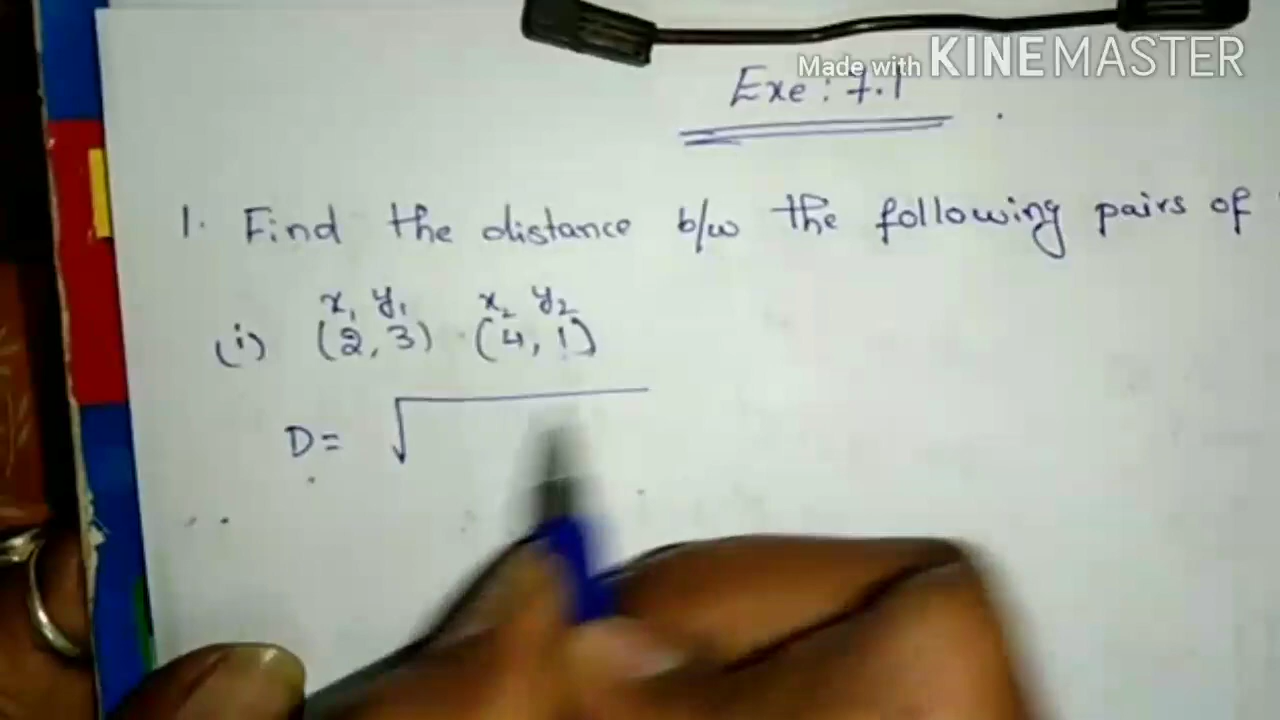 Made with KINEMASTER
Exe : 7.1
1. Find the distance b/w the following pairs of
x₁ y₁ x₂ y₂
(i) (2, 3) (4, 1)
D = √